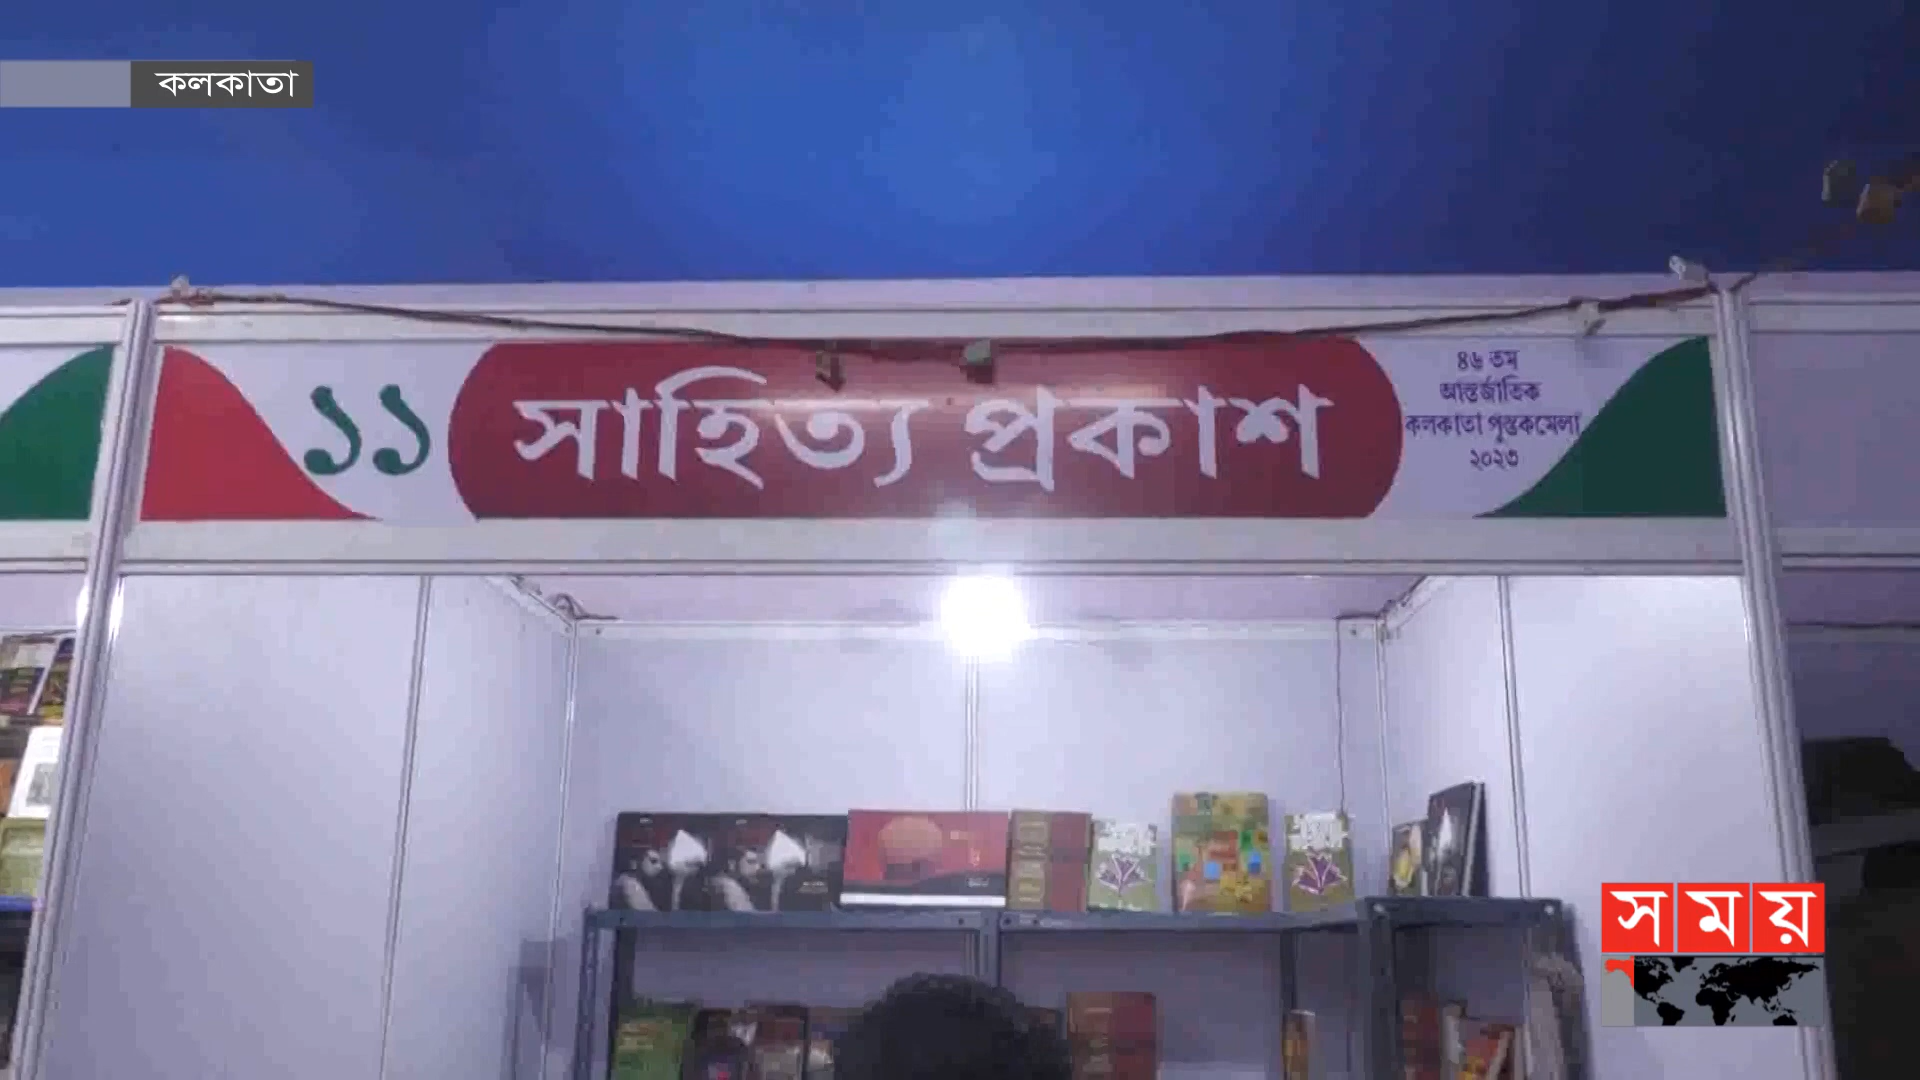 কলকাতা
১১
সাহিত্য প্রকাশ
৪৬ তম
আন্তর্জাতিক
কলকাতা পুস্তকমেলা
২০২৩
সময়